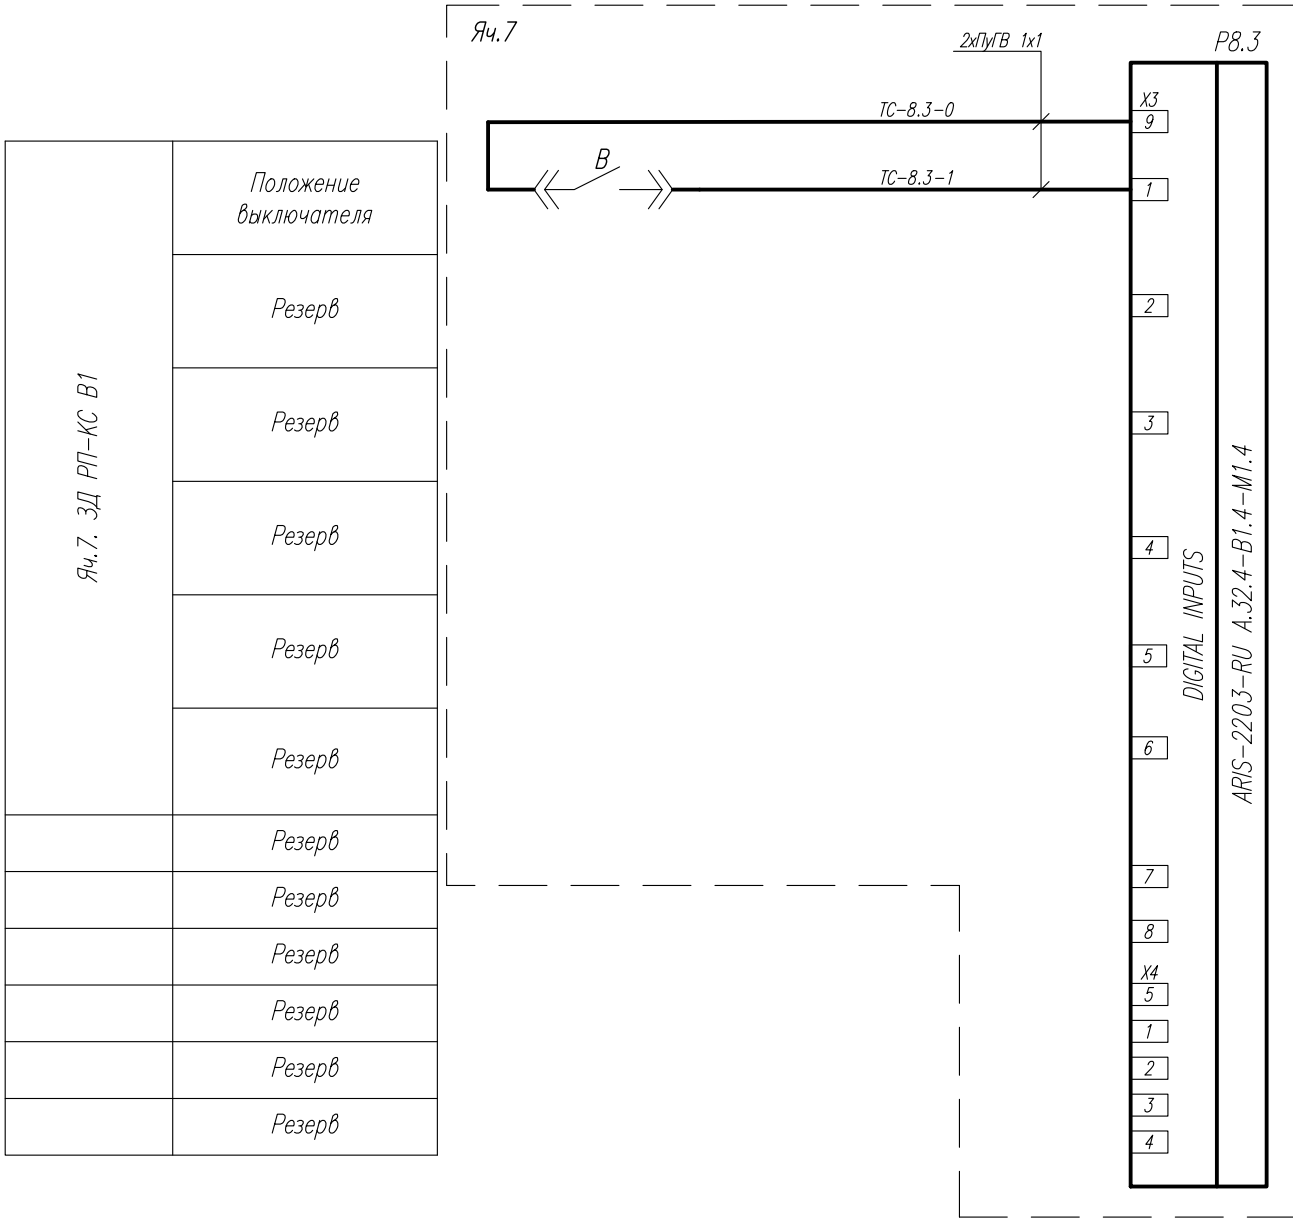 Яч.7
2хПуГВ 1х1
Р8.3
ТС-8.3-0
X3
9
В
ТС-8.3-1
1
Положение
выключателя
Резерв
2
Яч.7. ЗД РП-КС В1
Резерв
3
Резерв
4
DIGITAL INPUTS
ARIS-2203-RU A.32.4-B1.4-M1.4
Резерв
5
Резерв
6
Резерв
7
Резерв
8
Резерв
X4
5
Резерв
1
Резерв
2
3
Резерв
4